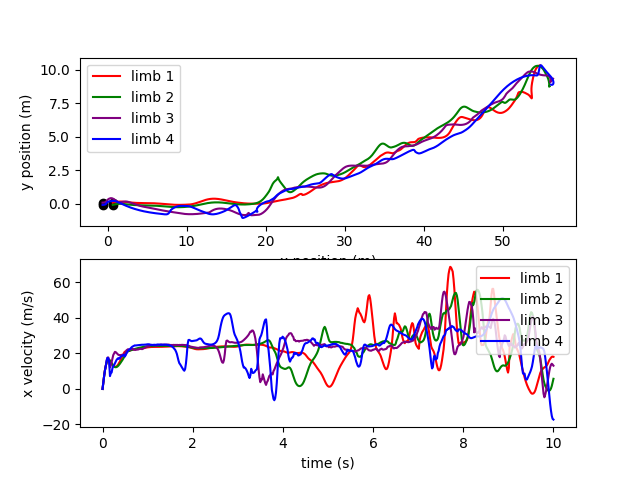 10.0
7.5
5.0
2.5
0.0
y position (m)
limb 1
limb 2
limb 3
limb 4
0 10 20 30 40 50
x position (m)
60
40
20
0
−20
x velocity (m/s)
limb 1
limb 2
limb 3
limb 4
0 2 4 6 8 10
time (s)